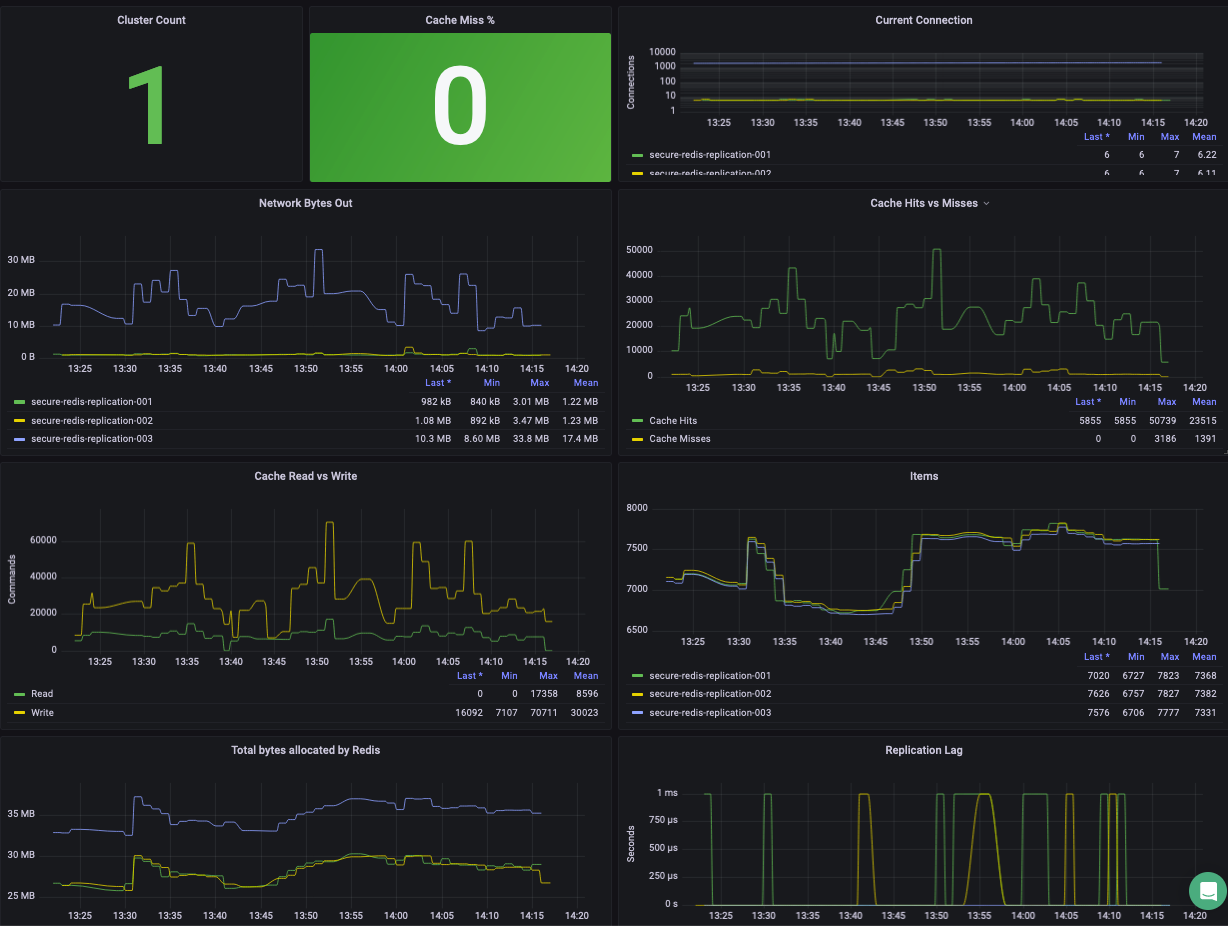 Cluster Count
1
Cache Miss %
0
Current Connection
Connections
10000
1000
100
10
1
13:25 13:30 13:35 13:40 13:45 13:50 13:55 14:00 14:05 14:10 14:15 14:20
Last * Min Max Mean
secure-redis-replication-001 6 6 7 6.22
secure-redis-replication-002 6 6 7 6.11
Network Bytes Out
30 MB
20 MB
10 MB
0 B
13:25 13:30 13:35 13:40 13:45 13:50 13:55 14:00 14:05 14:10 14:15 14:20
Last * Min Max Mean
secure-redis-replication-001 982 kB 840 kB 3.01 MB 1.22 MB
secure-redis-replication-002 1.08 MB 892 kB 3.47 MB 1.23 MB
secure-redis-replication-003 10.3 MB 8.60 MB 33.8 MB 17.4 MB
Cache Hits vs Misses
50000
40000
30000
20000
10000
0
13:25 13:30 13:35 13:40 13:45 13:50 13:55 14:00 14:05 14:10 14:15 14:20
Last * Min Max Mean
Cache Hits 5855 5855 50739 23515
Cache Misses 0 0 3186 1391
Cache Read vs Write
Commands
60000
40000
20000
0
13:25 13:30 13:35 13:40 13:45 13:50 13:55 14:00 14:05 14:10 14:15 14:20
Last * Min Max Mean
Read 0 0 17358 8596
Write 16092 7107 70711 30023
Items
8000
7500
7000
6500
13:25 13:30 13:35 13:40 13:45 13:50 13:55 14:00 14:05 14:10 14:15 14:20
Last * Min Max Mean
secure-redis-replication-001 7020 6727 7823 7368
secure-redis-replication-002 7626 6757 7827 7382
secure-redis-replication-003 7576 6706 7777 7331
Total bytes allocated by Redis
35 MB
30 MB
25 MB
13:25 13:30 13:35 13:40 13:45 13:50 13:55 14:00 14:05 14:10 14:15 14:20
Replication Lag
Seconds
1 ms
750 µs
500 µs
250 µs
0 s
13:25 13:30 13:35 13:40 13:45 13:50 13:55 14:00 14:05 14:10 14:15 14:20